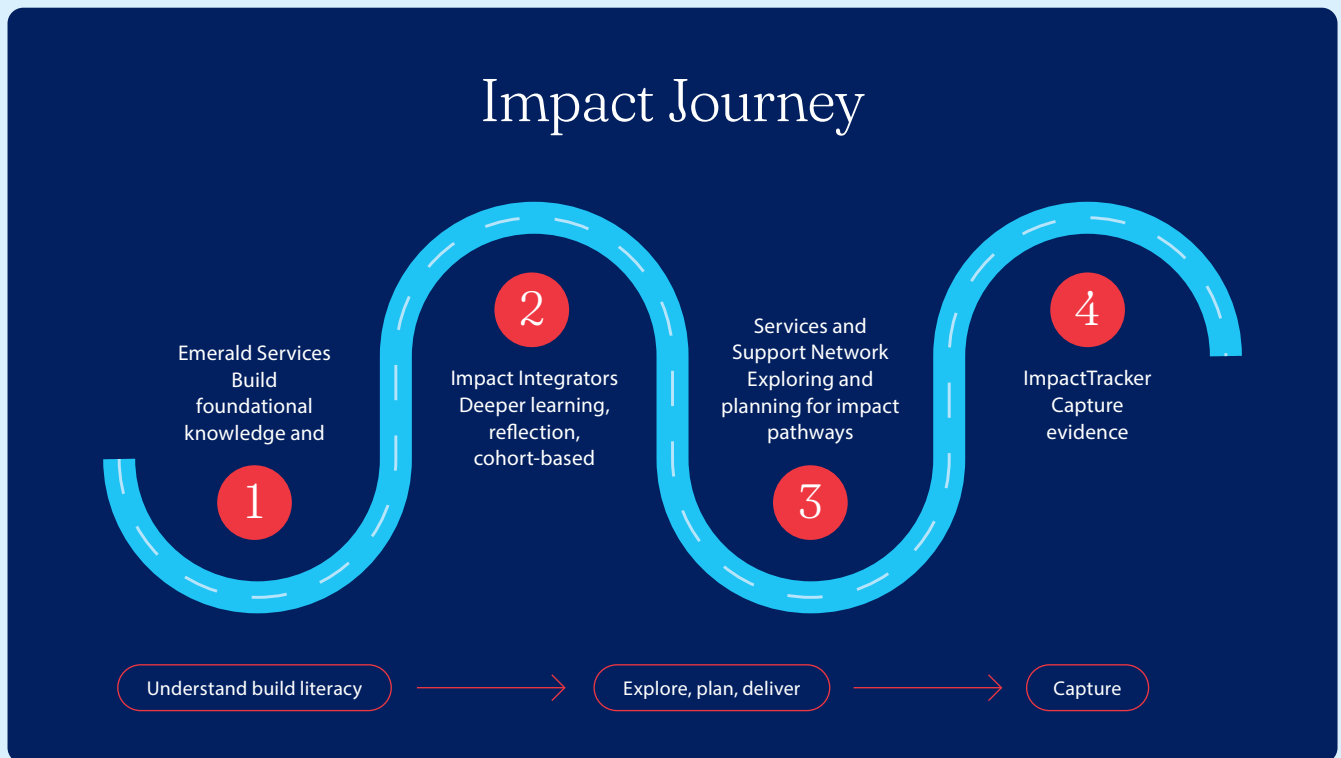 Impact Journey
Emerald Services
Build
foundational
knowledge and
1
2
Impact Integrators
Deeper learning,
reflection,
cohort-based
Services and
Support Network
Exploring and
planning for impact
pathways
3
4
ImpactTracker
Capture
evidence
Understand build literacy
Explore, plan, deliver
Capture